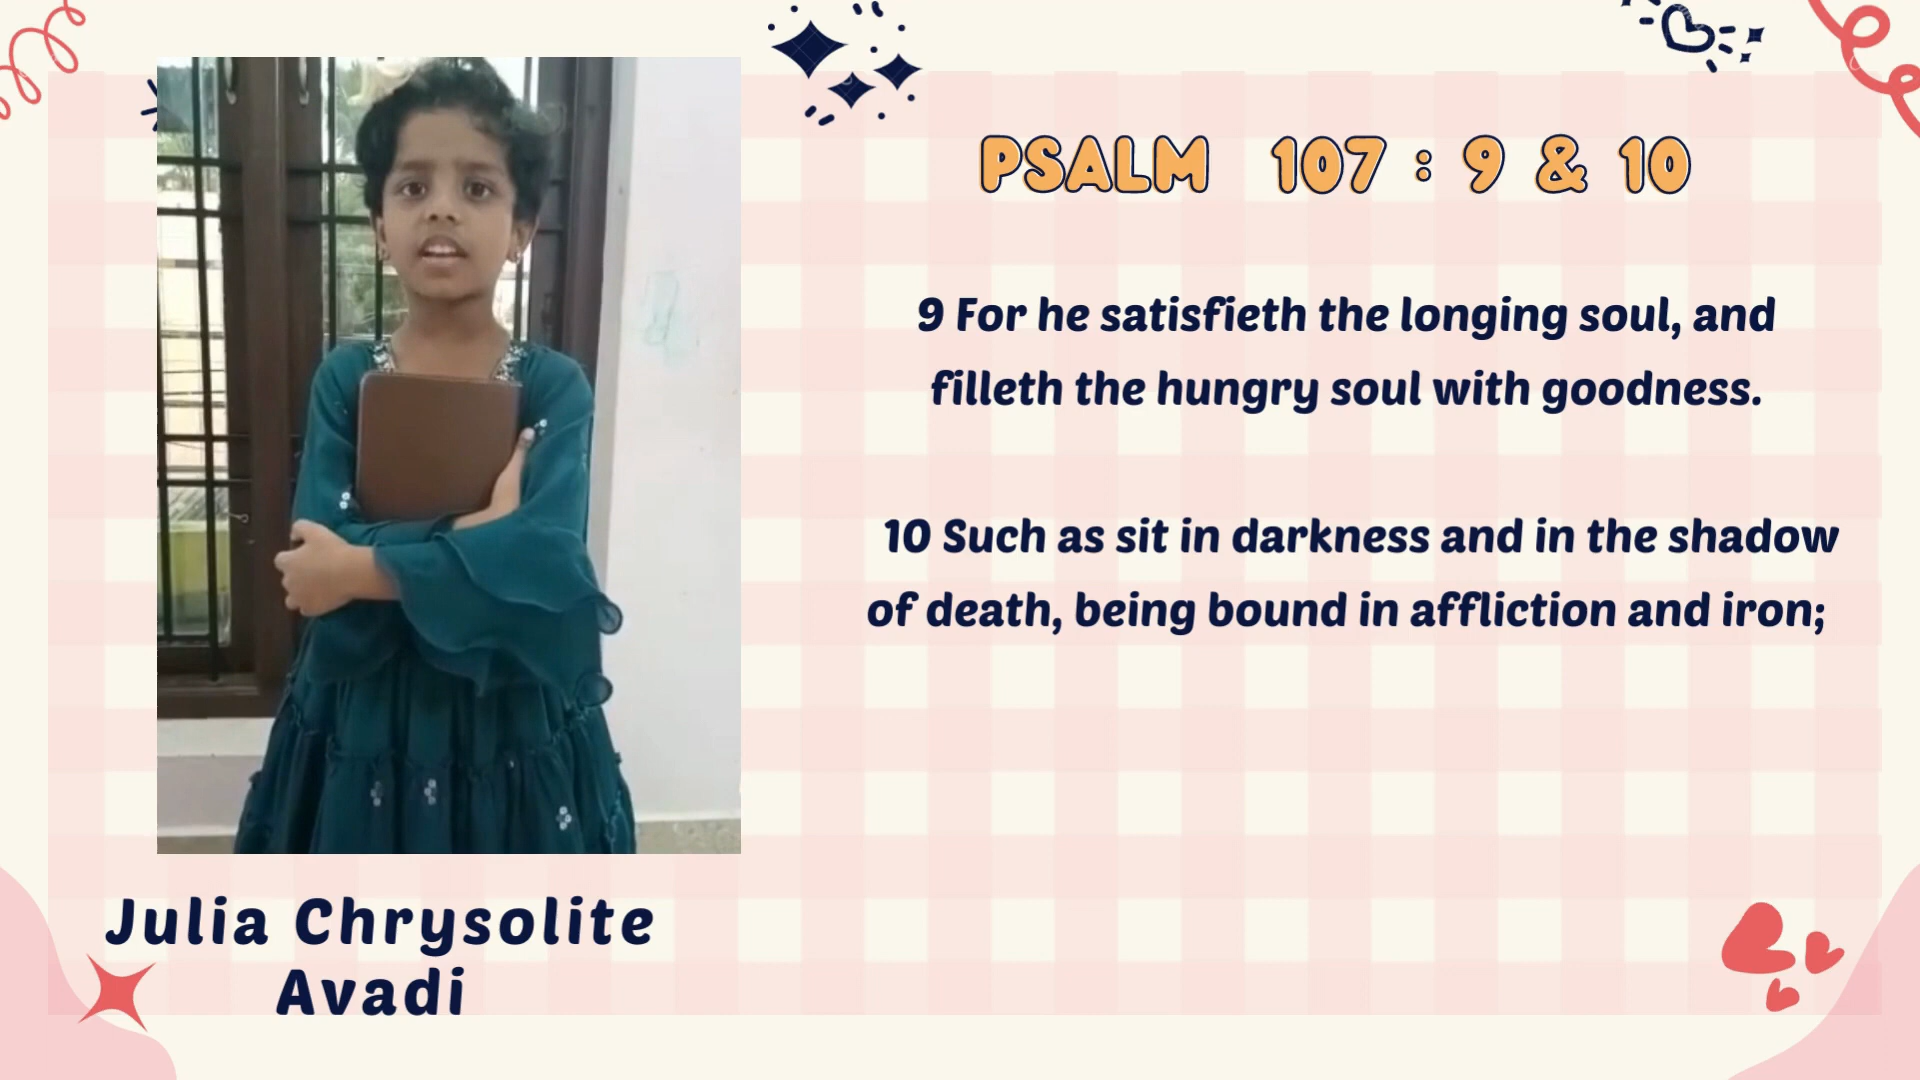 PSALM 107 : 9 & 10
9 For he satisfieth the longing soul, and
filleth the hungry soul with goodness.
10 Such as sit in darkness and in the shadow
of death, being bound in affliction and iron;
Julia Chrysolite
Avadi